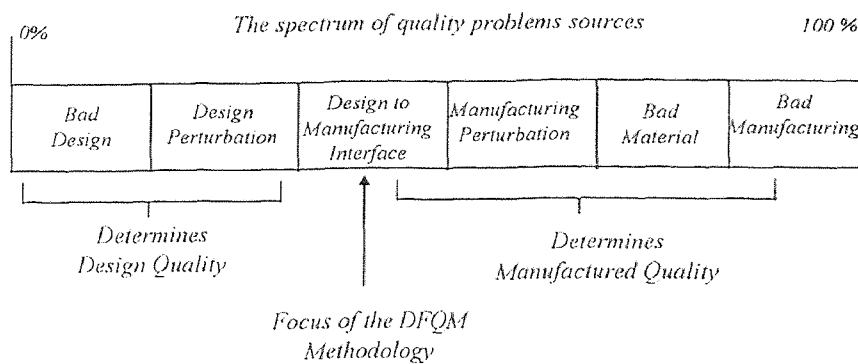 0%
The spectrum of quality problems sources
100 %
Bad
Design
Design
Perturbation
Design to
Manufacturing
Interface
Manufacturing
Perturbation
Bad
Material
Bad
Manufacturing
Determines
Design Quality
Determines
Manufactured Quality
Focus of the DFQM
Methodology